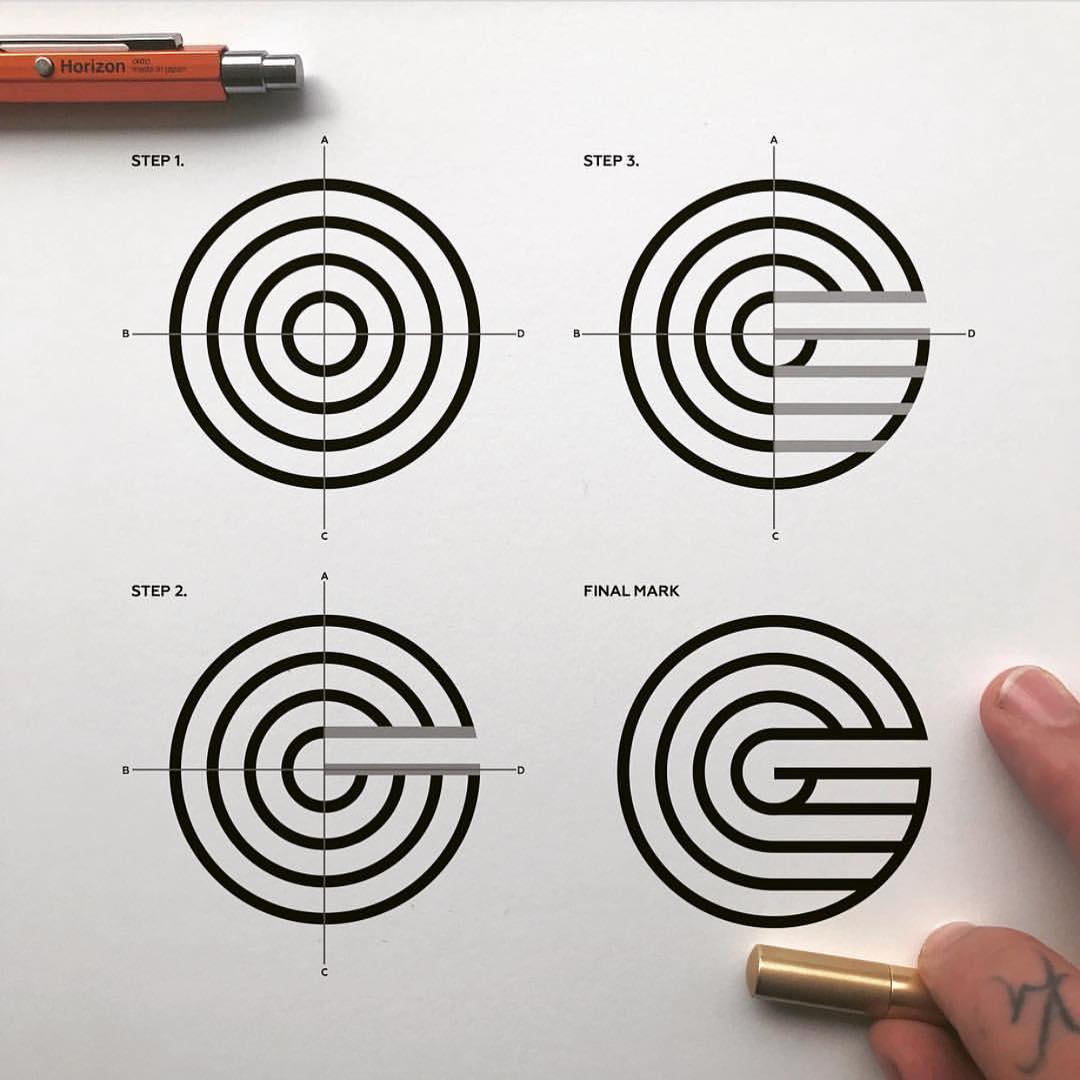 Horizon
made in japan
STEP 1.
A
B
D
C
STEP 3.
A
B
D
C
STEP 2.
A
B
D
C
FINAL MARK